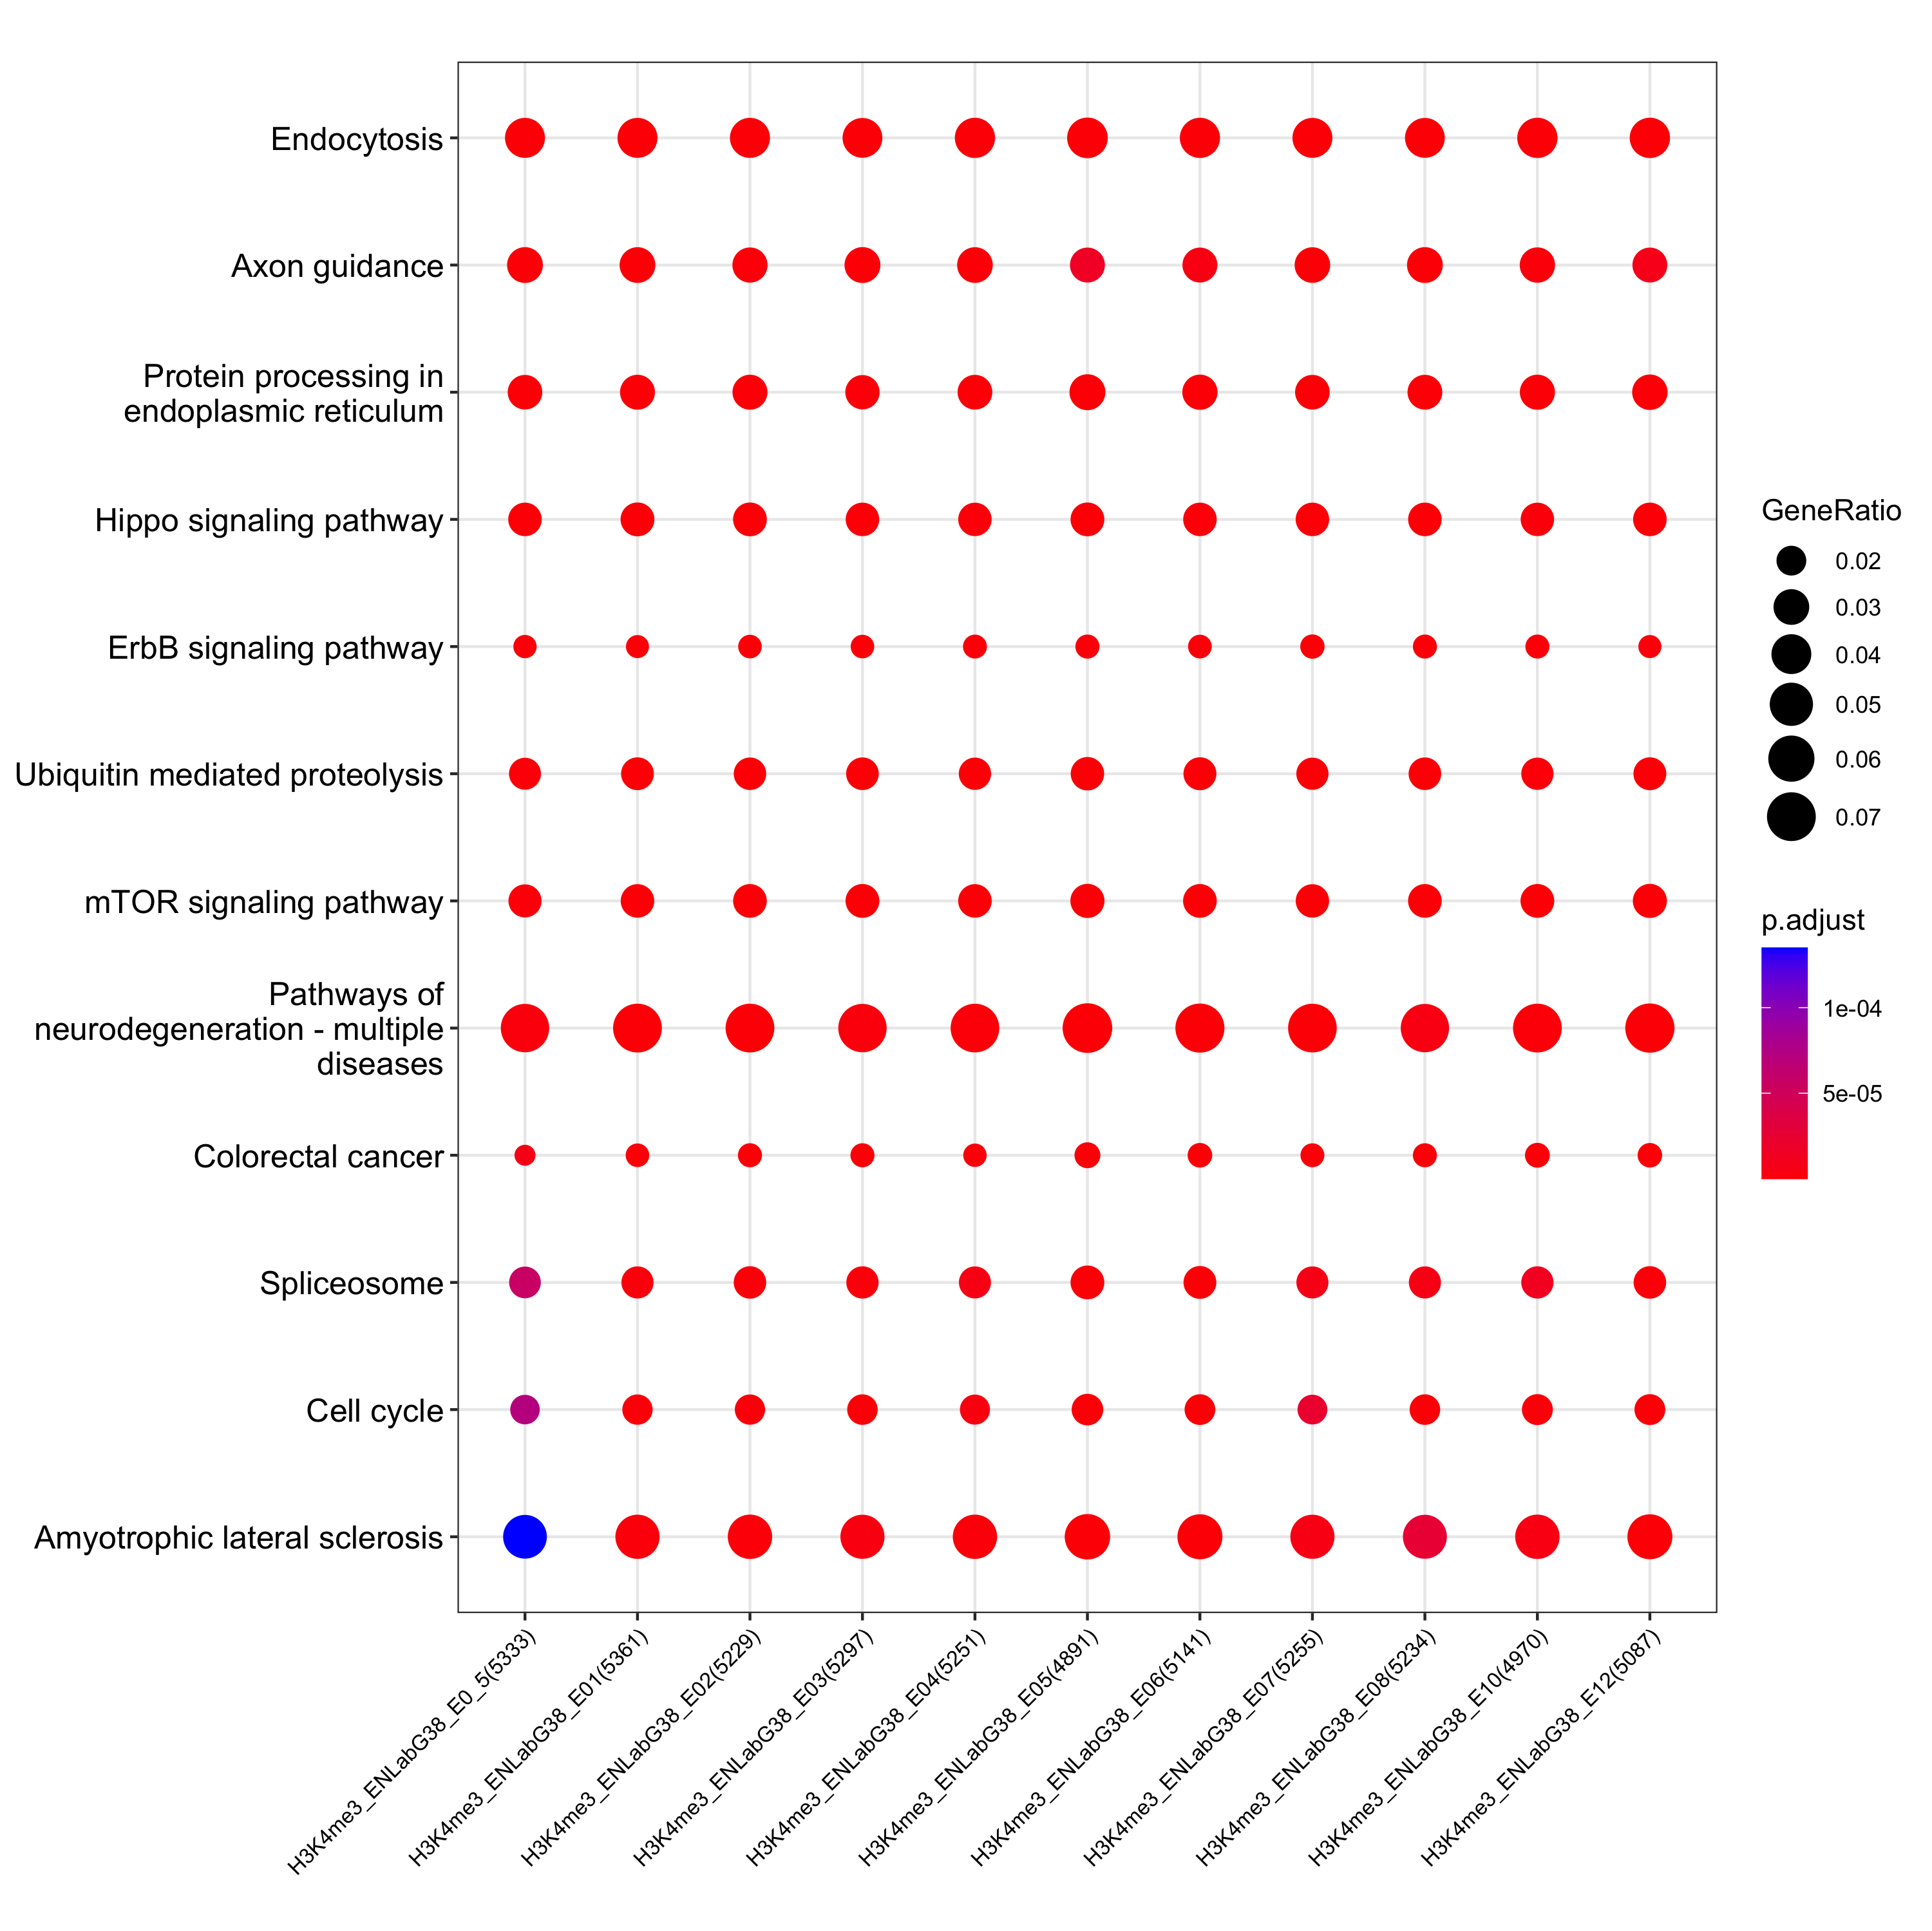 Endocytosis
Axon guidance
Protein processing in
endoplasmic reticulum
Hippo signaling pathway
ErbB signaling pathway
Ubiquitin mediated proteolysis
mTOR signaling pathway
Pathways of
neurodegeneration - multiple
diseases
Colorectal cancer
Spliceosome
Cell cycle
Amyotrophic lateral sclerosis
H3K4me3_ENLabG38_E0_5(5333)
H3K4me3_ENLabG38_E01(5361)
H3K4me3_ENLabG38_E02(5229)
H3K4me3_ENLabG38_E03(5297)
H3K4me3_ENLabG38_E04(5251)
H3K4me3_ENLabG38_E05(4891)
H3K4me3_ENLabG38_E06(5141)
H3K4me3_ENLabG38_E07(5255)
H3K4me3_ENLabG38_E08(5234)
H3K4me3_ENLabG38_E10(4970)
H3K4me3_ENLabG38_E12(5087)
GeneRatio
0.02
0.03
0.04
0.05
0.06
0.07
p.adjust
1e-04
5e-05